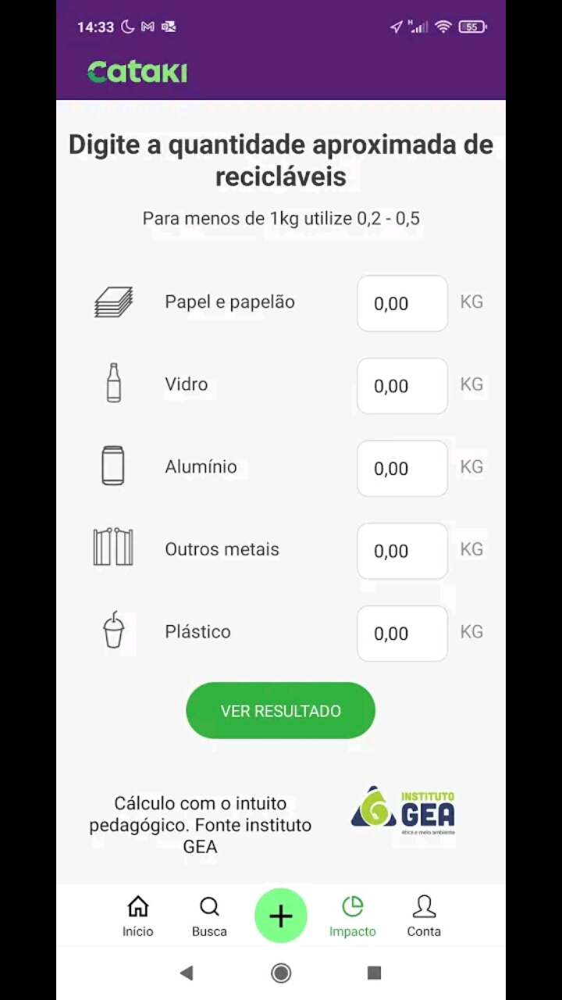 14:33
H
55
Cataki
Digite a quantidade aproximada de
recicláveis
Para menos de 1kg utilize 0,2 - 0,5
Papel e papelão 0,00 KG
Vidro 0,00 KG
Alumínio 0,00 KG
Outros metais 0,00 KG
Plástico 0,00 KG
VER RESULTADO
Cálculo com o intuito
pedagógico. Fonte instituto
GEA
INSTITUTO
GEA
ética e meio ambiente
Início Busca Impacto Conta